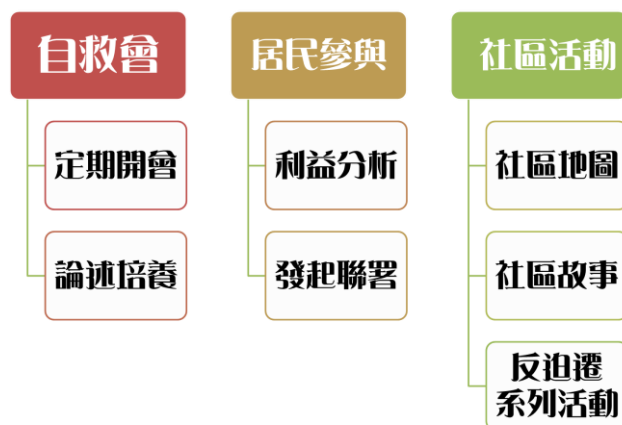 自救會
定期開會
論述培養
居民參與
利益分析
發起聯署
社區活動
社區地圖
社區故事
反迫遷
系列活動